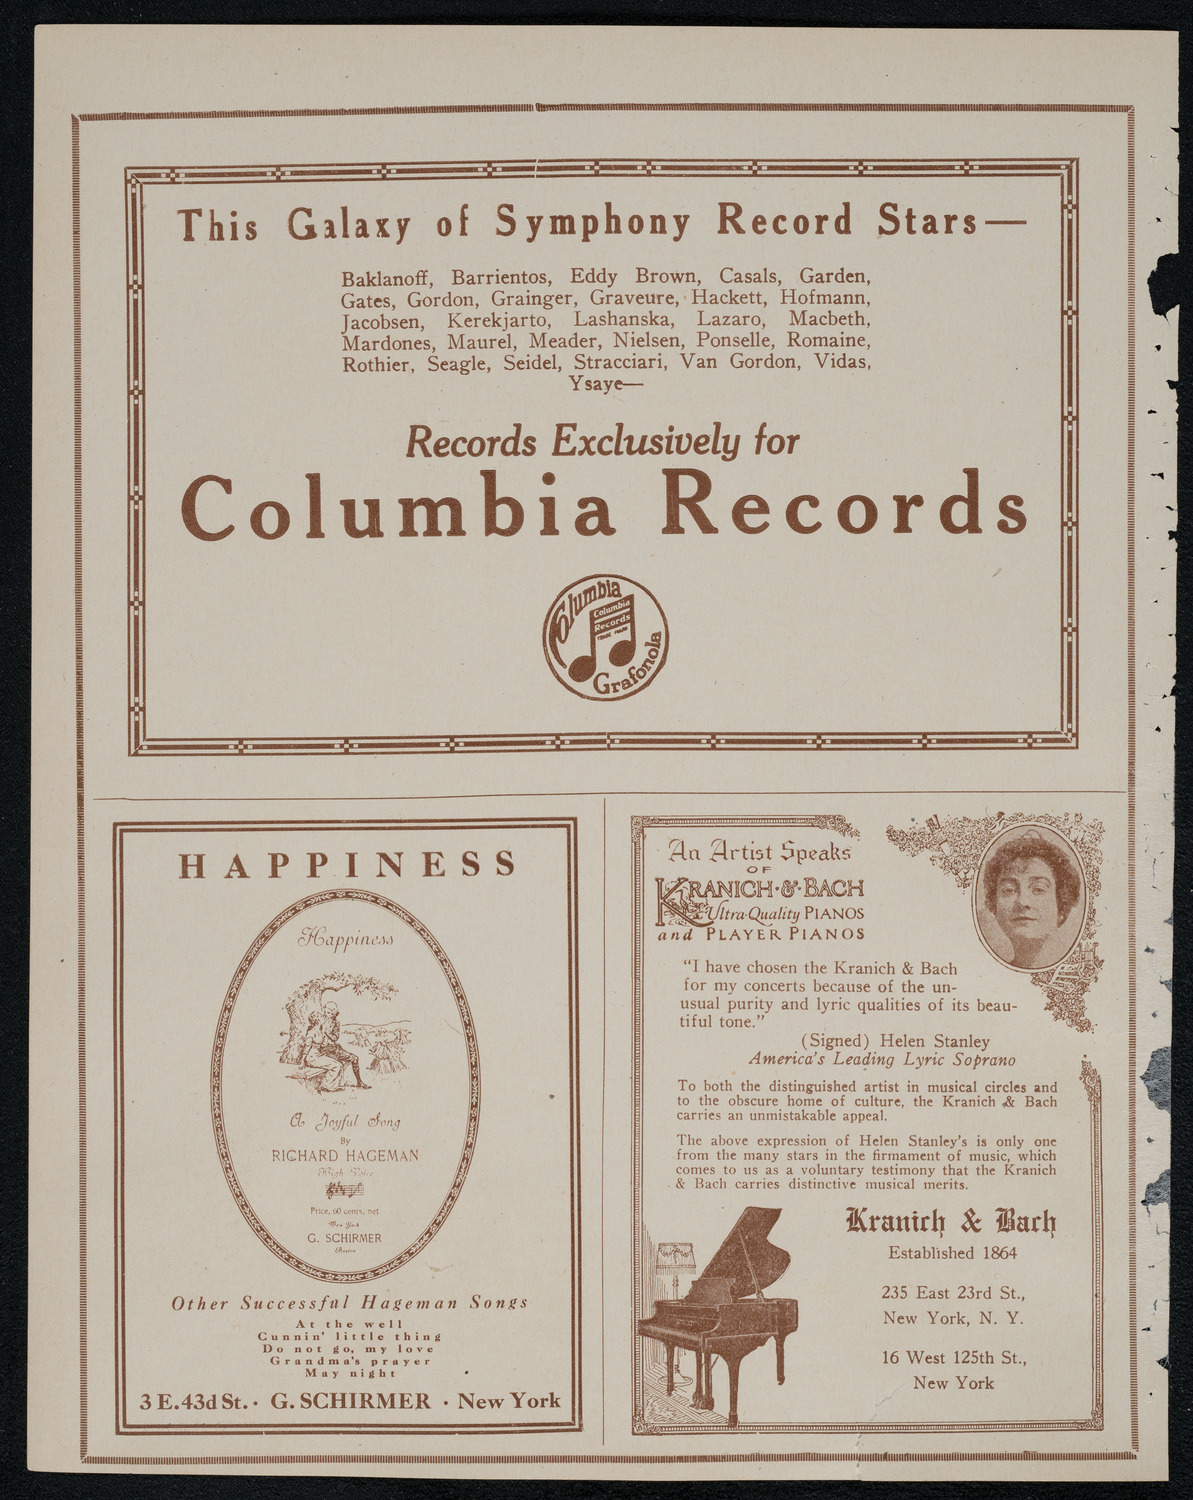 This Galaxy of Symphony Record Stars—
Baklanoff, Barrientos, Eddy Brown, Casals, Garden,
Gates, Gordon, Grainger, Graveure, Hackett, Hofmann,
Jacobsen, Kerekjarto, Lashanska, Lazaro, Macbeth,
Mardones, Maurel, Meader, Nielsen, Ponselle, Romaine,
Rothier, Seagle, Seidel, Stracciari, Van Gordon, Vidas,
Ysaye—
Records Exclusively for
Columbia Records
Columbia
Columbia
Records
TRADE MARK
Grafonola
HAPPINESS
Happiness
A Joyful Song
By
RICHARD HAGEMAN
High Voice
Price, 60 cents, net
New York
G. SCHIRMER
Boston
Other Successful Hageman Songs
At the well
Cunnin' little thing
Do not go, my love
Grandma's prayer
May night
3 E. 43d St. · G. SCHIRMER · New York
An Artist Speaks
OF
KRANICH·&·BACH
Ultra-Quality PIANOS
and PLAYER PIANOS
"I have chosen the Kranich & Bach
for my concerts because of the un-
usual purity and lyric qualities of its beau-
tiful tone."
(Signed) Helen Stanley
America's Leading Lyric Soprano
To both the distinguished artist in musical circles and
to the obscure home of culture, the Kranich & Bach
carries an unmistakable appeal.
The above expression of Helen Stanley's is only one
from the many stars in the firmament of music, which
comes to us as a voluntary testimony that the Kranich
& Bach carries distinctive musical merits.
Kranich & Bach
Established 1864
235 East 23rd St.,
New York, N. Y.
16 West 125th St.,
New York